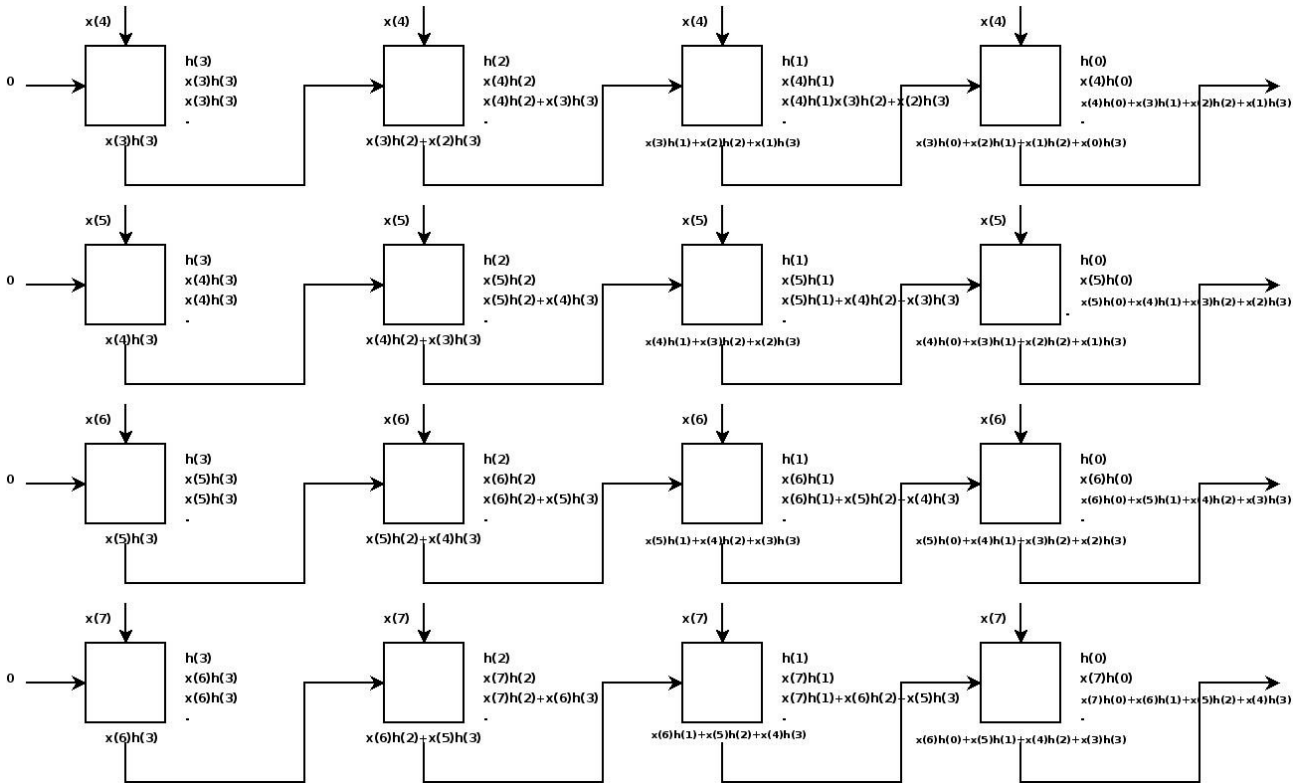 x(4) x(4) x(4) x(4)
h(3) h(2) h(1) h(0)
0 x(3)h(3) x(4)h(2) x(4)h(1) x(4)h(0)
x(3)h(3) x(4)h(2)+x(3)h(3) x(4)h(1)x(3)h(2)+x(2)h(3) x(4)h(0)+x(3)h(1)+x(2)h(2)+x(1)h(3)
- - - -
x(3)h(3) x(3)h(2)+x(2)h(3) x(3)h(1)+x(2)h(2)+x(1)h(3) x(3)h(0)+x(2)h(1)+x(1)h(2)+x(0)h(3)
x(5) x(5) x(5) x(5)
h(3) h(2) h(1) h(0)
0 x(4)h(3) x(5)h(2) x(5)h(1) x(5)h(0)
x(4)h(3) x(5)h(2)+x(4)h(3) x(5)h(1)+x(4)h(2)+x(3)h(3) x(5)h(0)+x(4)h(1)+x(3)h(2)+x(2)h(3)
- - - -
x(4)h(3) x(4)h(2)+x(3)h(3) x(4)h(1)+x(3)h(2)+x(2)h(3) x(4)h(0)+x(3)h(1)+x(2)h(2)+x(1)h(3)
x(6) x(6) x(6) x(6)
h(3) h(2) h(1) h(0)
0 x(5)h(3) x(6)h(2) x(6)h(1) x(6)h(0)
x(5)h(3) x(6)h(2)+x(5)h(3) x(6)h(1)+x(5)h(2)+x(4)h(3) x(6)h(0)+x(5)h(1)+x(4)h(2)+x(3)h(3)
- - - -
x(5)h(3) x(5)h(2)+x(4)h(3) x(5)h(1)+x(4)h(2)+x(3)h(3) x(5)h(0)+x(4)h(1)+x(3)h(2)+x(2)h(3)
x(7) x(7) x(7) x(7)
h(3) h(2) h(1) h(0)
0 x(6)h(3) x(7)h(2) x(7)h(1) x(7)h(0)
x(6)h(3) x(7)h(2)+x(6)h(3) x(7)h(1)+x(6)h(2)+x(5)h(3) x(7)h(0)+x(6)h(1)+x(5)h(2)+x(4)h(3)
- - - -
x(6)h(3) x(6)h(2)+x(5)h(3) x(6)h(1)+x(5)h(2)+x(4)h(3) x(6)h(0)+x(5)h(1)+x(4)h(2)+x(3)h(3)